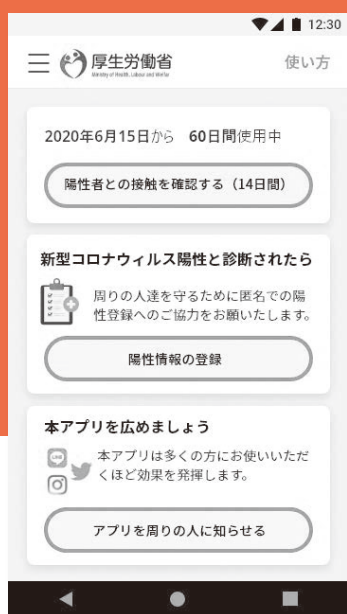 12:30
厚生労働省
Ministry of Health, Labour and Welfare
使い方
2020年6月15日から 60日間使用中
陽性者との接触を確認する（14日間）
新型コロナウィルス陽性と診断されたら
周りの人達を守るために匿名での陽
性登録へのご協力をお願いいたします。
陽性情報の登録
本アプリを広めましょう
LINE
本アプリは多くの方にお使いいただ
くほど効果を発揮します。
アプリを周りの人に知らせる